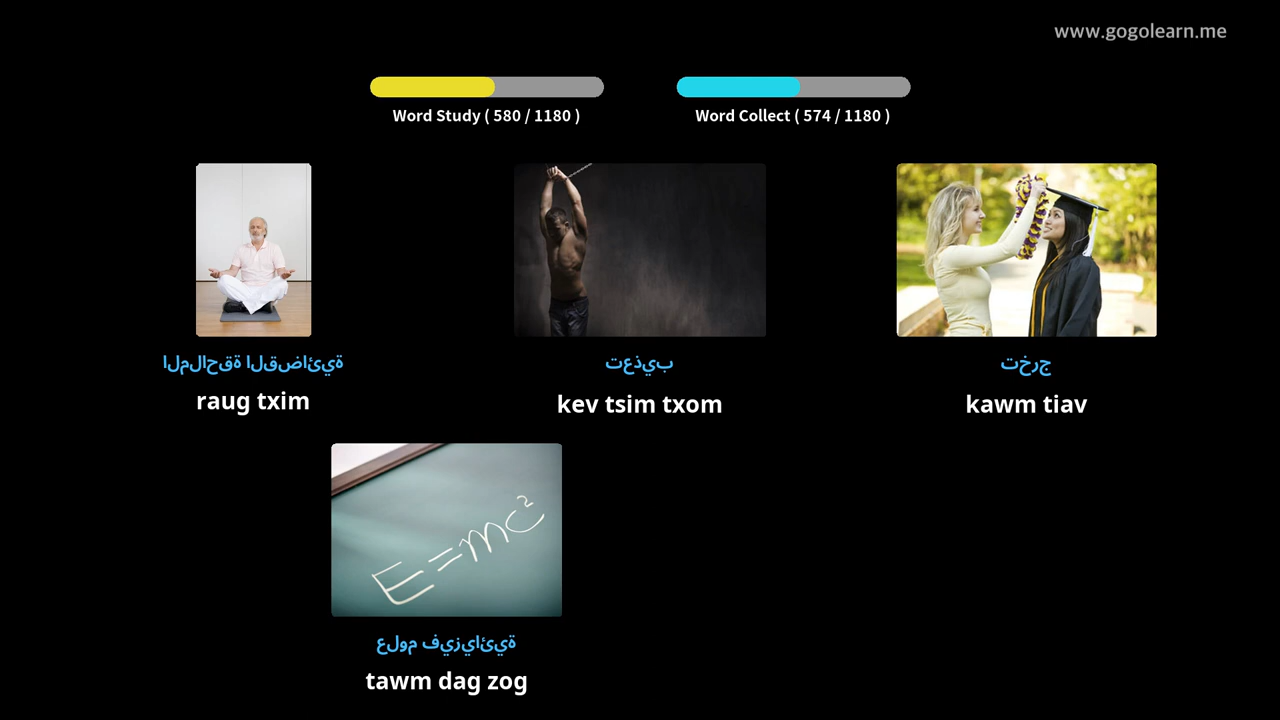 www.gogolearn.me
Word Study ( 580 / 1180 )
Word Collect ( 574 / 1180 )
الملاحقة القضائية
raug txim
تعذيب
kev tsim txom
تخرج
kawm tiav
E=mc²
علوم فيزيائية
tawm dag zog